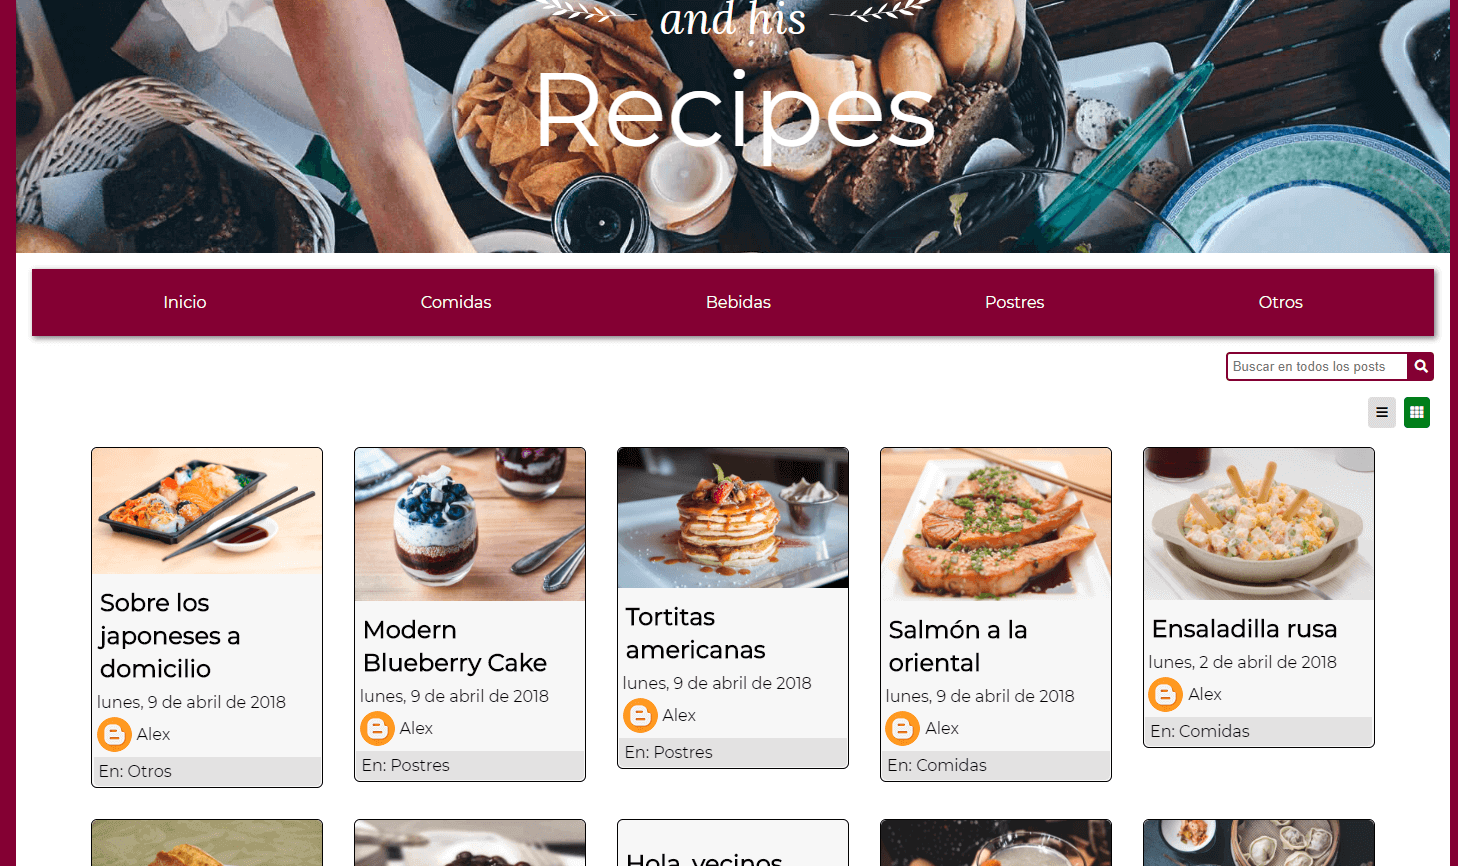 and his
Recipes
Inicio
Comidas
Bebidas
Postres
Otros
Buscar en todos los posts
Sobre los
japoneses a
domicilio
lunes, 9 de abril de 2018
Alex
En: Otros
Modern
Blueberry Cake
lunes, 9 de abril de 2018
Alex
En: Postres
Tortitas
americanas
lunes, 9 de abril de 2018
Alex
En: Postres
Salmón a la
oriental
lunes, 9 de abril de 2018
Alex
En: Comidas
Ensaladilla rusa
lunes, 2 de abril de 2018
Alex
En: Comidas
Hola, vecinos